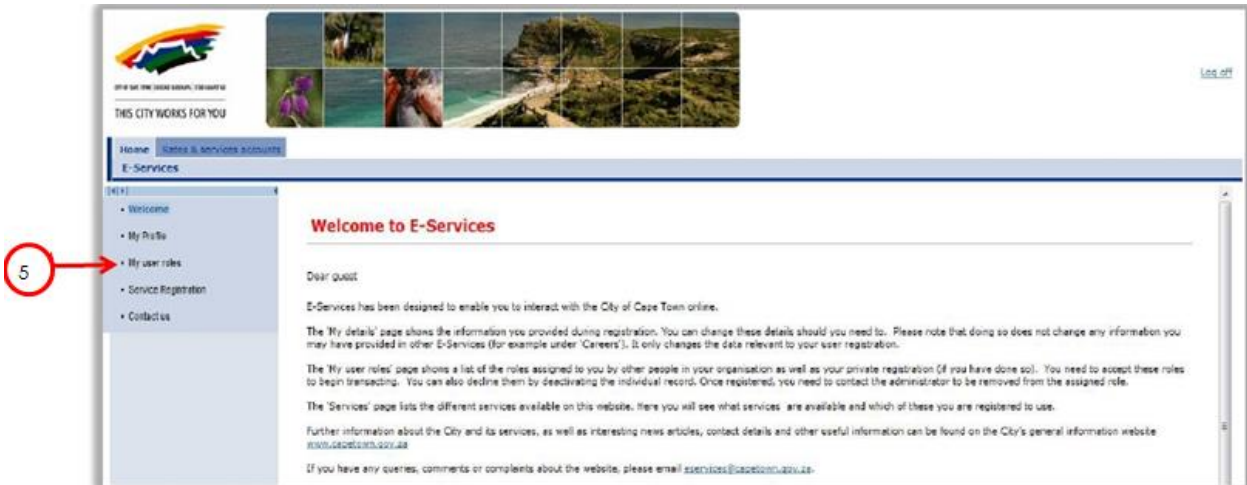 THIS CITY WORKS FOR YOU
Log off
Home Rates & services accounts
E-Services
• Welcome
• My Profile
• My user roles
• Service Registration
• Contact us
5
Welcome to E-Services
Dear guest
E-Services has been designed to enable you to interact with the City of Cape Town online.
The 'My details' page shows the information you provided during registration. You can change these details should you need to. Please note that doing so does not change any information you
may have provided in other E-Services (for example under 'Careers'). It only changes the data relevant to your user registration.
The 'My user roles' page shows a list of the roles assigned to you by other people in your organisation as well as your private registration (if you have done so). You need to accept these roles
to begin transacting. You can also decline them by deactivating the individual record. Once registered, you need to contact the administrator to be removed from the assigned role.
The 'Services' page lists the different services available on this website. Here you will see what services are available and which of these you are registered to use.
Further information about the City and its services, as well as interesting news articles, contact details and other useful information can be found on the City's general information website
www.capetown.gov.za
If you have any queries, comments or complaints about the website, please email eservices@capetown.gov.za.